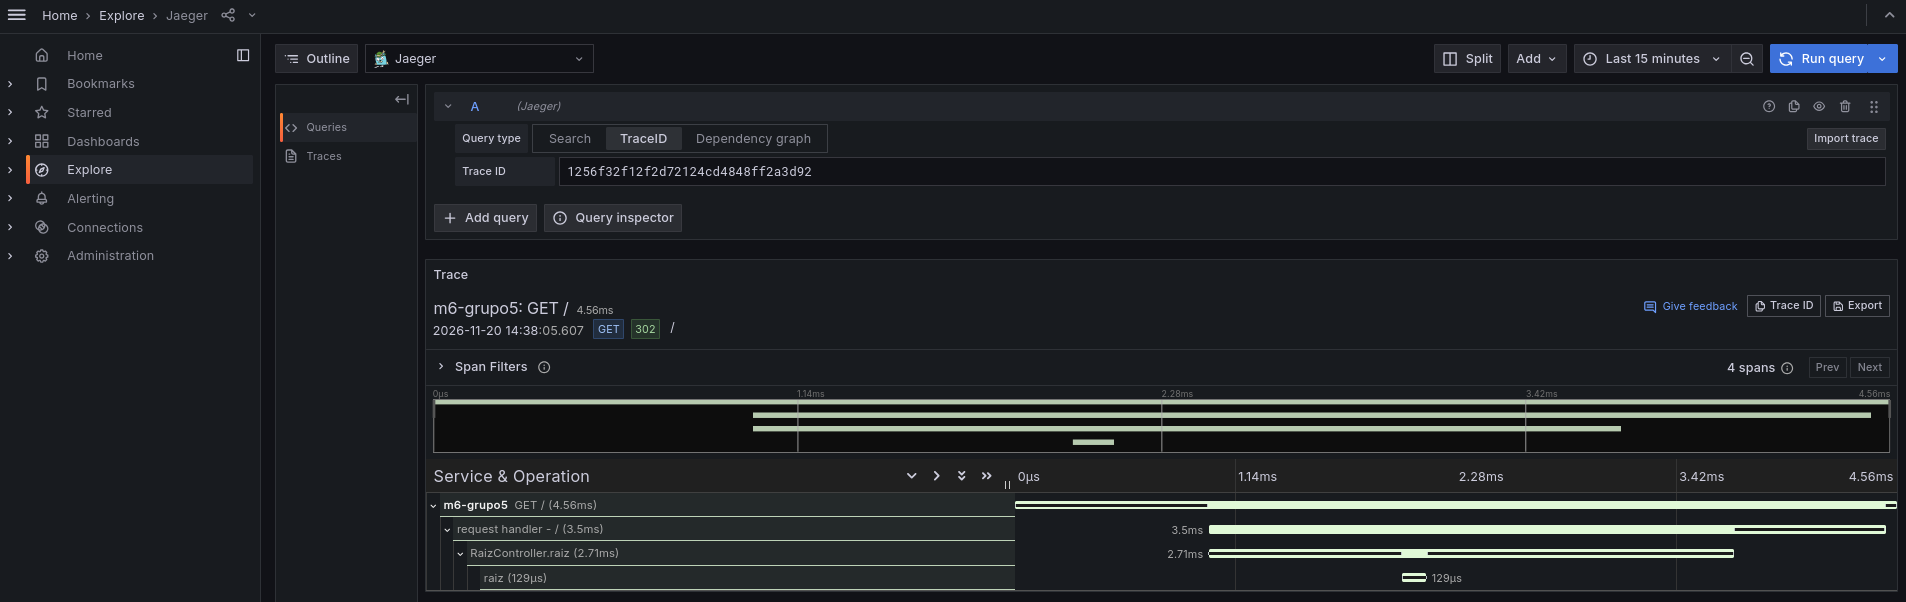 Home › Explore › Jaeger
Home
Bookmarks
Starred
Dashboards
Explore
Alerting
Connections
Administration
Outline
Jaeger
Split
Add
Last 15 minutes
Run query
Queries
Traces
A (Jaeger)
Query type Search TraceID Dependency graph
Import trace
Trace ID 1256f32f12f2d72124cd4848ff2a3d92
+ Add query
Query inspector
Trace
m6-grupo5: GET / 4.56ms
Give feedback
Trace ID
Export
2026-11-20 14:38:05.607 GET 302 /
Span Filters
4 spans
Prev
Next
0µs 1.14ms 2.28ms 3.42ms 4.56ms
Service & Operation
0µs 1.14ms 2.28ms 3.42ms 4.56ms
m6-grupo5 GET / (4.56ms)
request handler - / (3.5ms)
3.5ms
RaizController.raiz (2.71ms)
2.71ms
raiz (129µs)
129µs